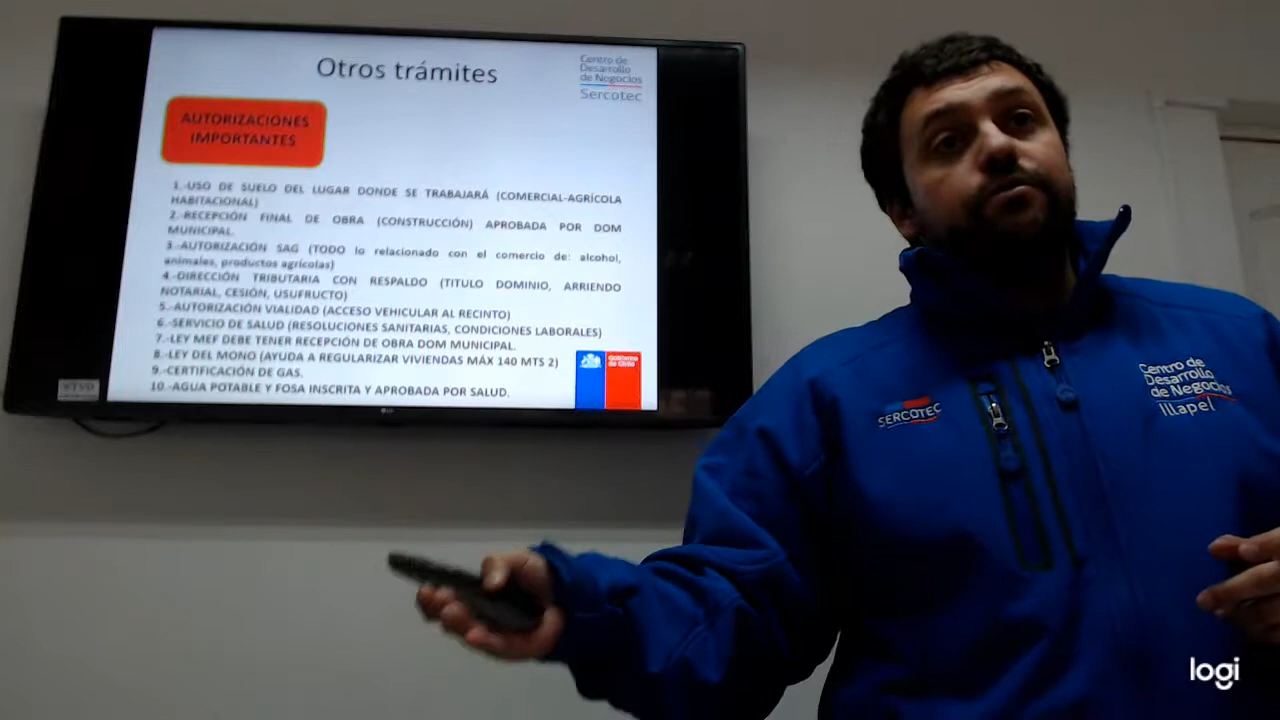 Otros trámites
Centro de
Desarrollo
de Negocios
Sercotec
AUTORIZACIONES
IMPORTANTES
1.-USO DE SUELO DEL LUGAR DONDE SE TRABAJARÁ (COMERCIAL-AGRÍCOLA
HABITACIONAL)
2.-RECEPCIÓN FINAL DE OBRA (CONSTRUCCIÓN) APROBADA POR DOM
MUNICIPAL.
3.-AUTORIZACIÓN SAG (TODO lo relacionado con el comercio de: alcohol,
animales, productos agrícolas)
4.-DIRECCIÓN TRIBUTARIA CON RESPALDO (TITULO DOMINIO, ARRIENDO
NOTARIAL, CESIÓN, USUFRUCTO)
5.-AUTORIZACIÓN VIALIDAD (ACCESO VEHICULAR AL RECINTO)
6.-SERVICIO DE SALUD (RESOLUCIONES SANITARIAS, CONDICIONES LABORALES)
7.-LEY MEF DEBE TENER RECEPCIÓN DE OBRA DOM MUNICIPAL.
8.-LEY DEL MONO (AYUDA A REGULARIZAR VIVIENDAS MÁX 140 MTS 2)
9.-CERTIFICACIÓN DE GAS.
10.-AGUA POTABLE Y FOSA INSCRITA Y APROBADA POR SALUD.
Gobierno
de Chile
LG
SERCOTEC
Centro de
Desarrollo
de Negocios
Illapel
logi